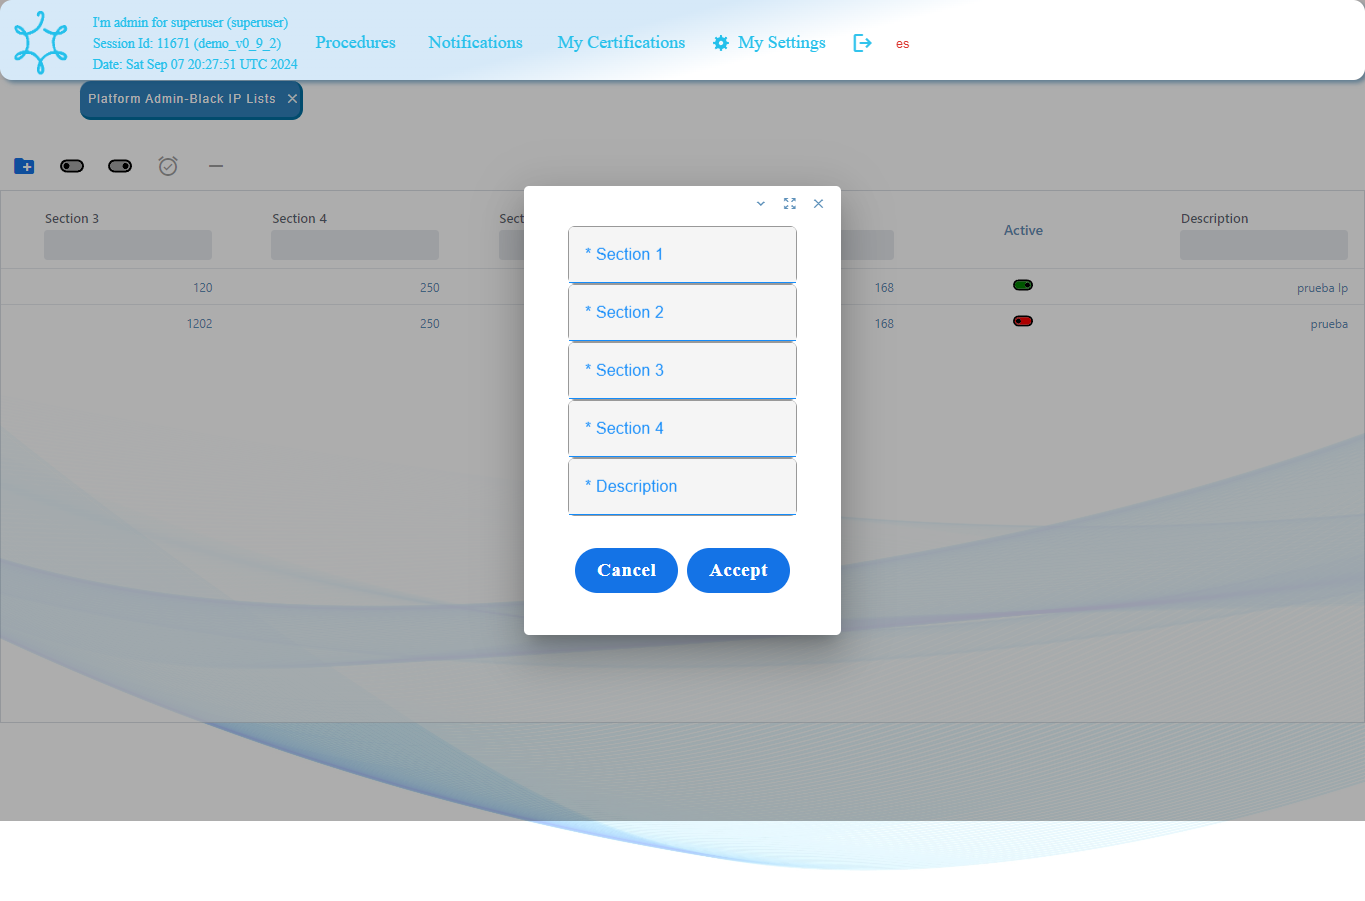 I'm admin for superuser (superuser)
Session Id: 11671 (demo_v0_9_2)
Date: Sat Sep 07 20:27:51 UTC 2024
Procedures
Notifications
My Certifications
My Settings
es
Platform Admin-Black IP Lists
Section 3
Section 4
Sect
Active
Description
120
250
168
prueba lp
1202
250
168
prueba
* Section 1
* Section 2
* Section 3
* Section 4
* Description
Cancel
Accept